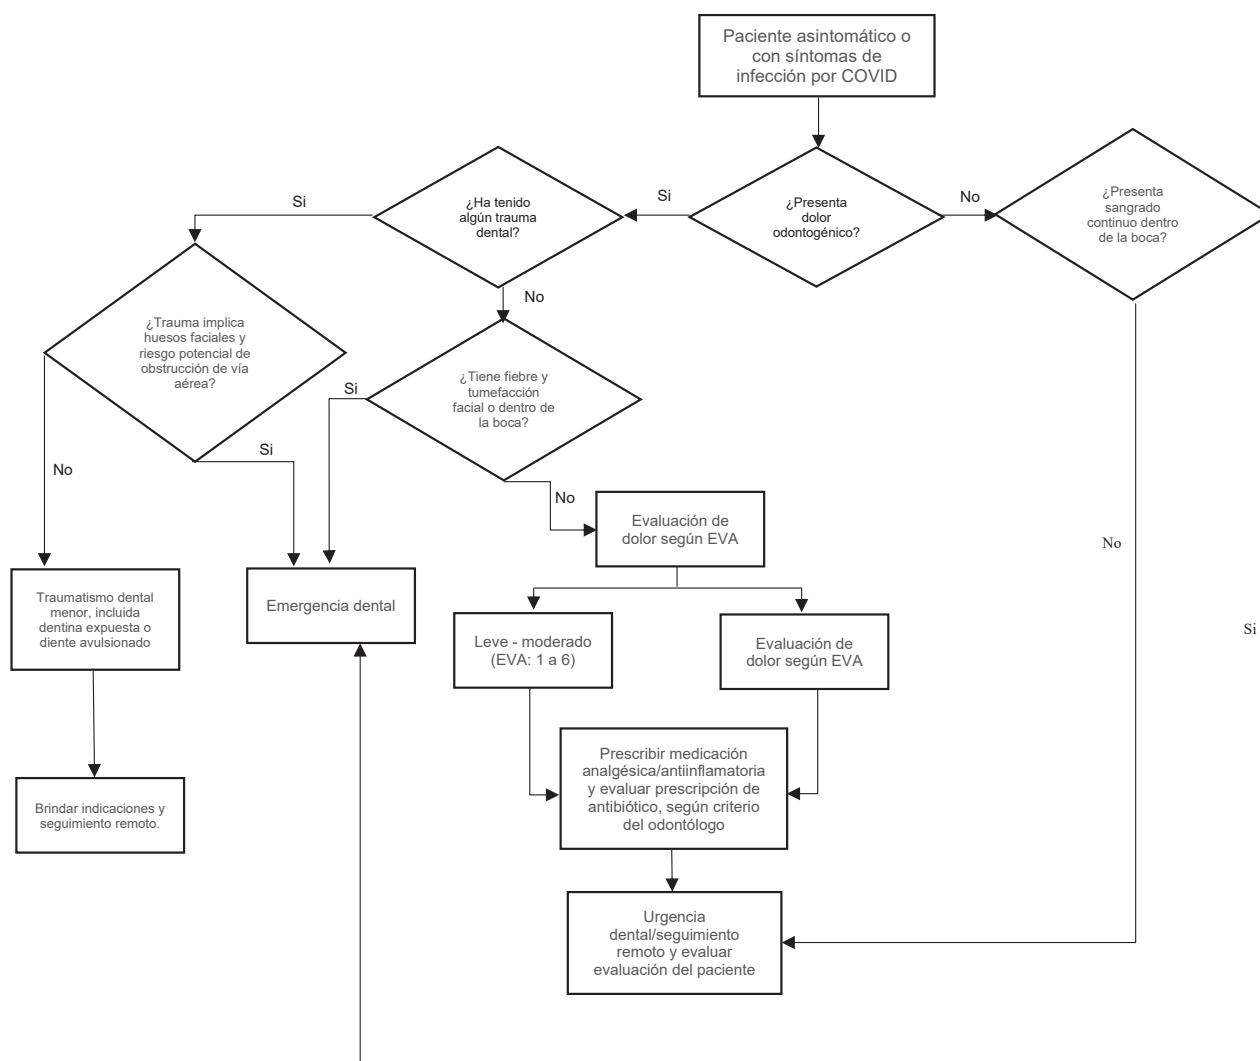 Paciente asintomático o
con síntomas de
infección por COVID
¿Presenta
dolor
odontogénico?
Si
No
¿Ha tenido
algún trauma
dental?
¿Presenta
sangrado
continuo dentro
de la boca?
Si
No
¿Trauma implica
huesos faciales y
riesgo potencial de
obstrucción de vía
aérea?
¿Tiene fiebre y
tumefacción
facial o dentro de
la boca?
Si
No
Si
No
Evaluación de
dolor según EVA
No
Si
Traumatismo dental
menor, incluida
dentina expuesta o
diente avulsionado
Emergencia dental
Leve - moderado
(EVA: 1 a 6)
Evaluación de
dolor según EVA
Brindar indicaciones y
seguimiento remoto.
Prescribir medicación
analgésica/antiinflamatoria
y evaluar prescripción de
antibiótico, según criterio
del odontólogo
Urgencia
dental/seguimiento
remoto y evaluar
evaluación del paciente